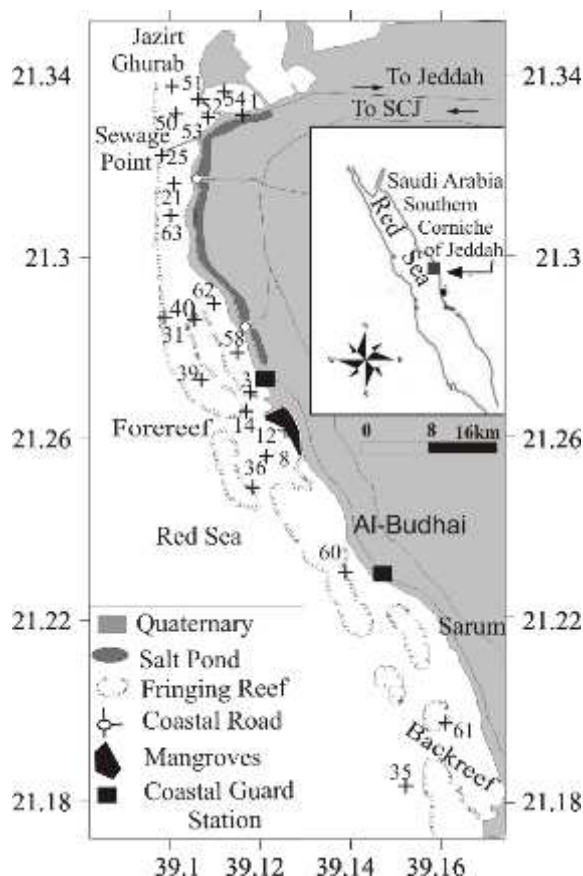 Jazirt
Ghurab
21.34
21.34
51
54
1
52
50
53
To Jeddah
To SCJ
Sewage
Point
25
21
63
21.3
21.3
Saudi Arabia
Southern
Corniche
of Jeddah
Red Sea
62
40
31
58
39
3
14
12
8
36
Forereef
21.26
21.26
0 8 16km
Red Sea
Al-Budhai
60
21.22
21.22
Sarum
Quaternary
Salt Pond
Fringing Reef
Coastal Road
Mangroves
Coastal Guard
Station
61
Backreef
35
21.18
21.18
39.1 39.12 39.14 39.16